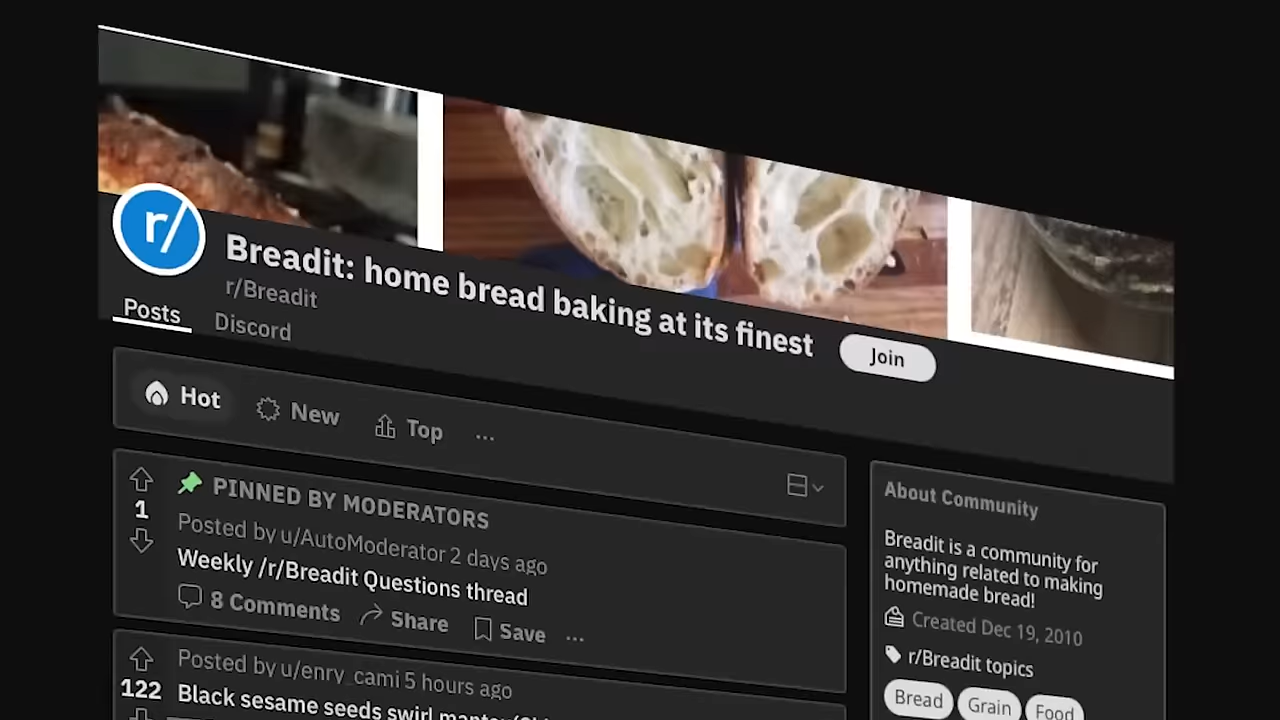 r/
Breadit: home bread baking at its finest
Join
r/Breadit
Posts
Discord
Hot
New
Top
...
PINNED BY MODERATORS
1
Posted by u/AutoModerator 2 days ago
Weekly /r/Breadit Questions thread
8 Comments
Share
Save
...
Posted by u/enry_cami 5 hours ago
122
Black sesame seeds swirl
About Community
Breadit is a community for
anything related to making
homemade bread!
Created Dec 19, 2010
r/Breadit topics
Bread
Grain
Food